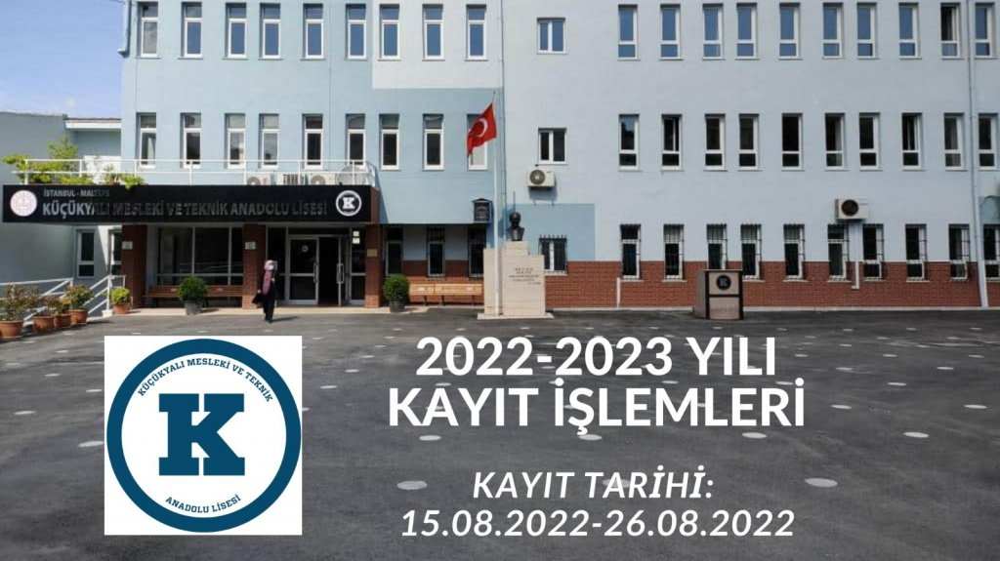 İSTANBUL - MALTEPE
KÜÇÜKYALI MESLEKİ VE TEKNİK ANADOLU LİSESİ
K
KÜÇÜKYALI MESLEKİ VE TEKNİK
K
ANADOLU LİSESİ
2022-2023 YILI
KAYIT İŞLEMLERİ
KAYIT TARİHİ:
15.08.2022-26.08.2022